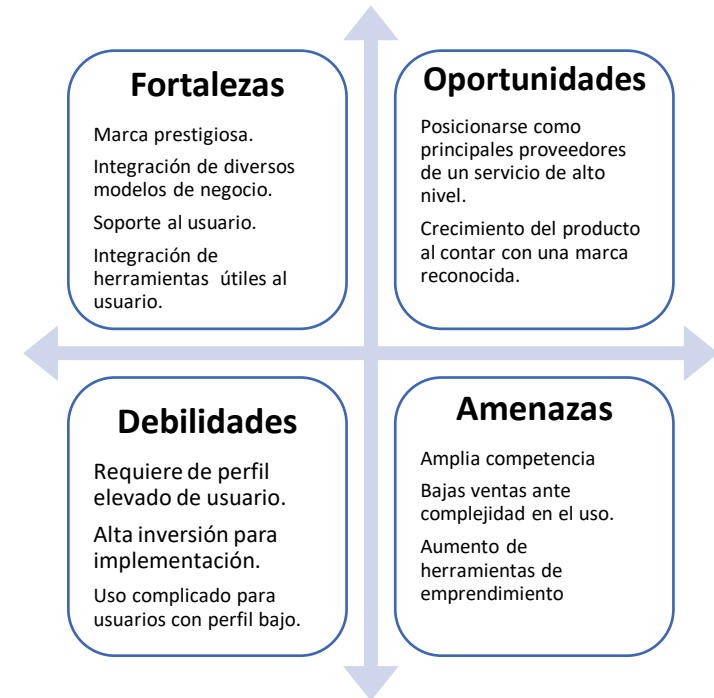 Fortalezas
Marca prestigiosa.
Integración de diversos
modelos de negocio.
Soporte al usuario.
Integración de
herramientas útiles al
usuario.
Oportunidades
Posicionarse como
principales proveedores
de un servicio de alto
nivel.
Crecimiento del producto
al contar con una marca
reconocida.
Debilidades
Requiere de perfil
elevado de usuario.
Alta inversión para
implementación.
Uso complicado para
usuarios con perfil bajo.
Amenazas
Amplia competencia
Bajas ventas ante
complejidad en el uso.
Aumento de
herramientas de
emprendimiento